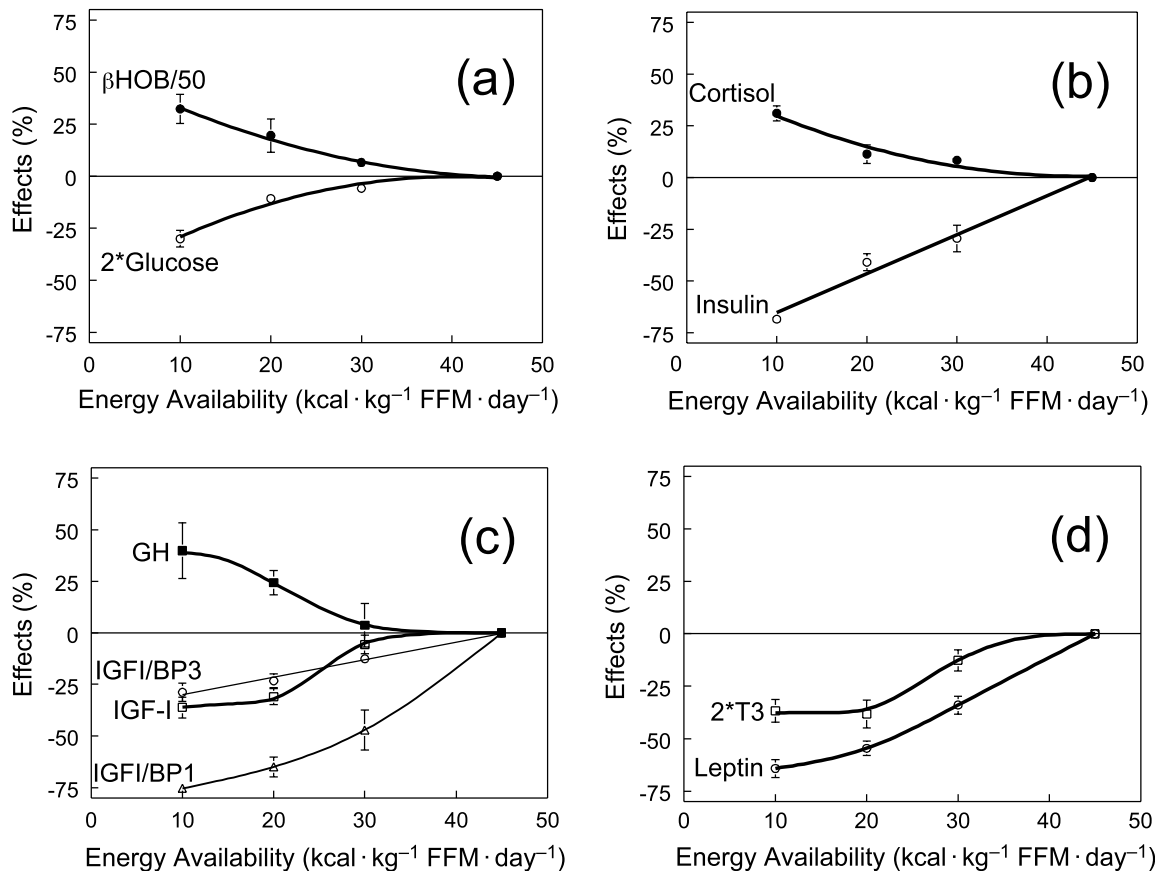 75
50
25
0
-25
-50
-75
Effects (%)
βHOB/50
(a)
2*Glucose
0 10 20 30 40 50
Energy Availability (kcal · kg⁻¹ FFM · day⁻¹)
75
50
25
0
-25
-50
-75
Effects (%)
Cortisol
(b)
Insulin
0 10 20 30 40 50
Energy Availability (kcal · kg⁻¹ FFM · day⁻¹)
75
50
25
0
-25
-50
-75
Effects (%)
GH
(c)
IGFI/BP3
IGF-I
IGFI/BP1
0 10 20 30 40 50
Energy Availability (kcal · kg⁻¹ FFM · day⁻¹)
75
50
25
0
-25
-50
-75
Effects (%)
(d)
2*T3
Leptin
0 10 20 30 40 50
Energy Availability (kcal · kg⁻¹ FFM · day⁻¹)